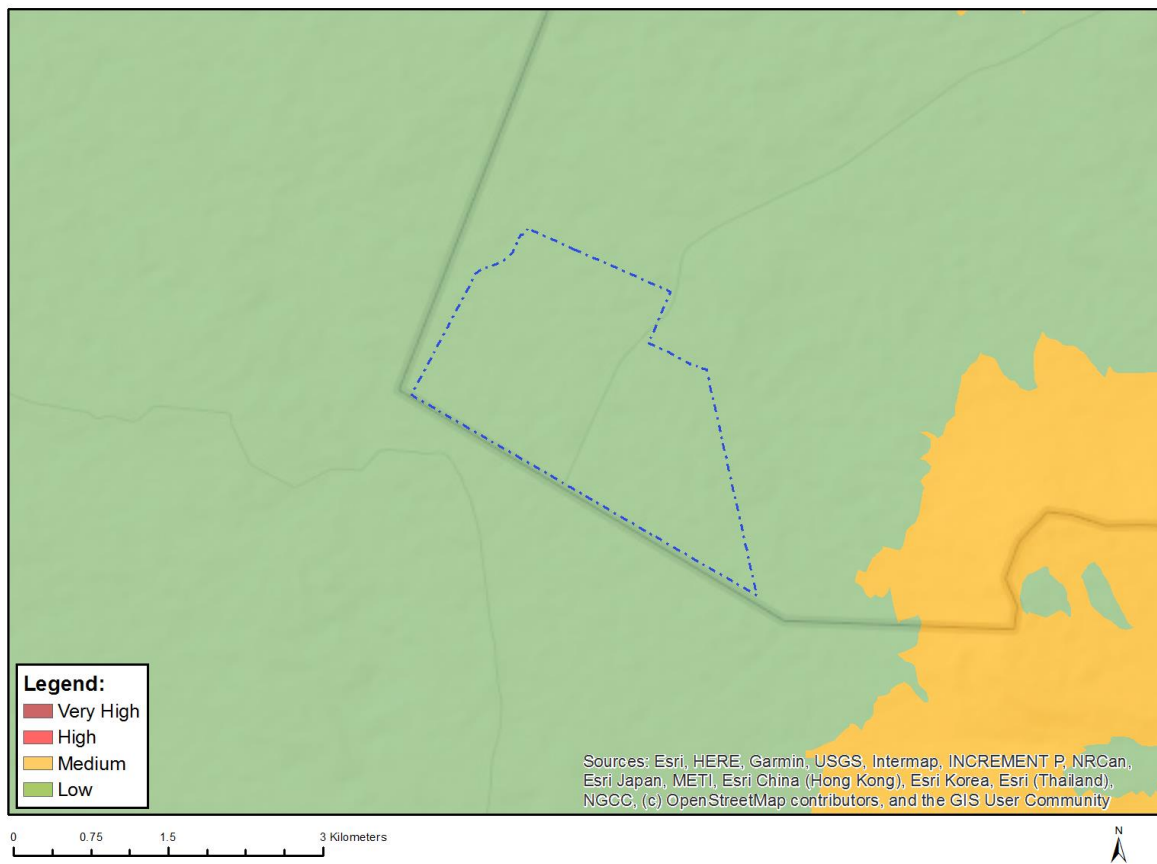 Legend:
Very High
High
Medium
Low
Sources: Esri, HERE, Garmin, USGS, Intermap, INCREMENT P, NRCan,
Esri Japan, METI, Esri China (Hong Kong), Esri Korea, Esri (Thailand),
NGCC, (c) OpenStreetMap contributors, and the GIS User Community
0 0.75 1.5 3 Kilometers
N